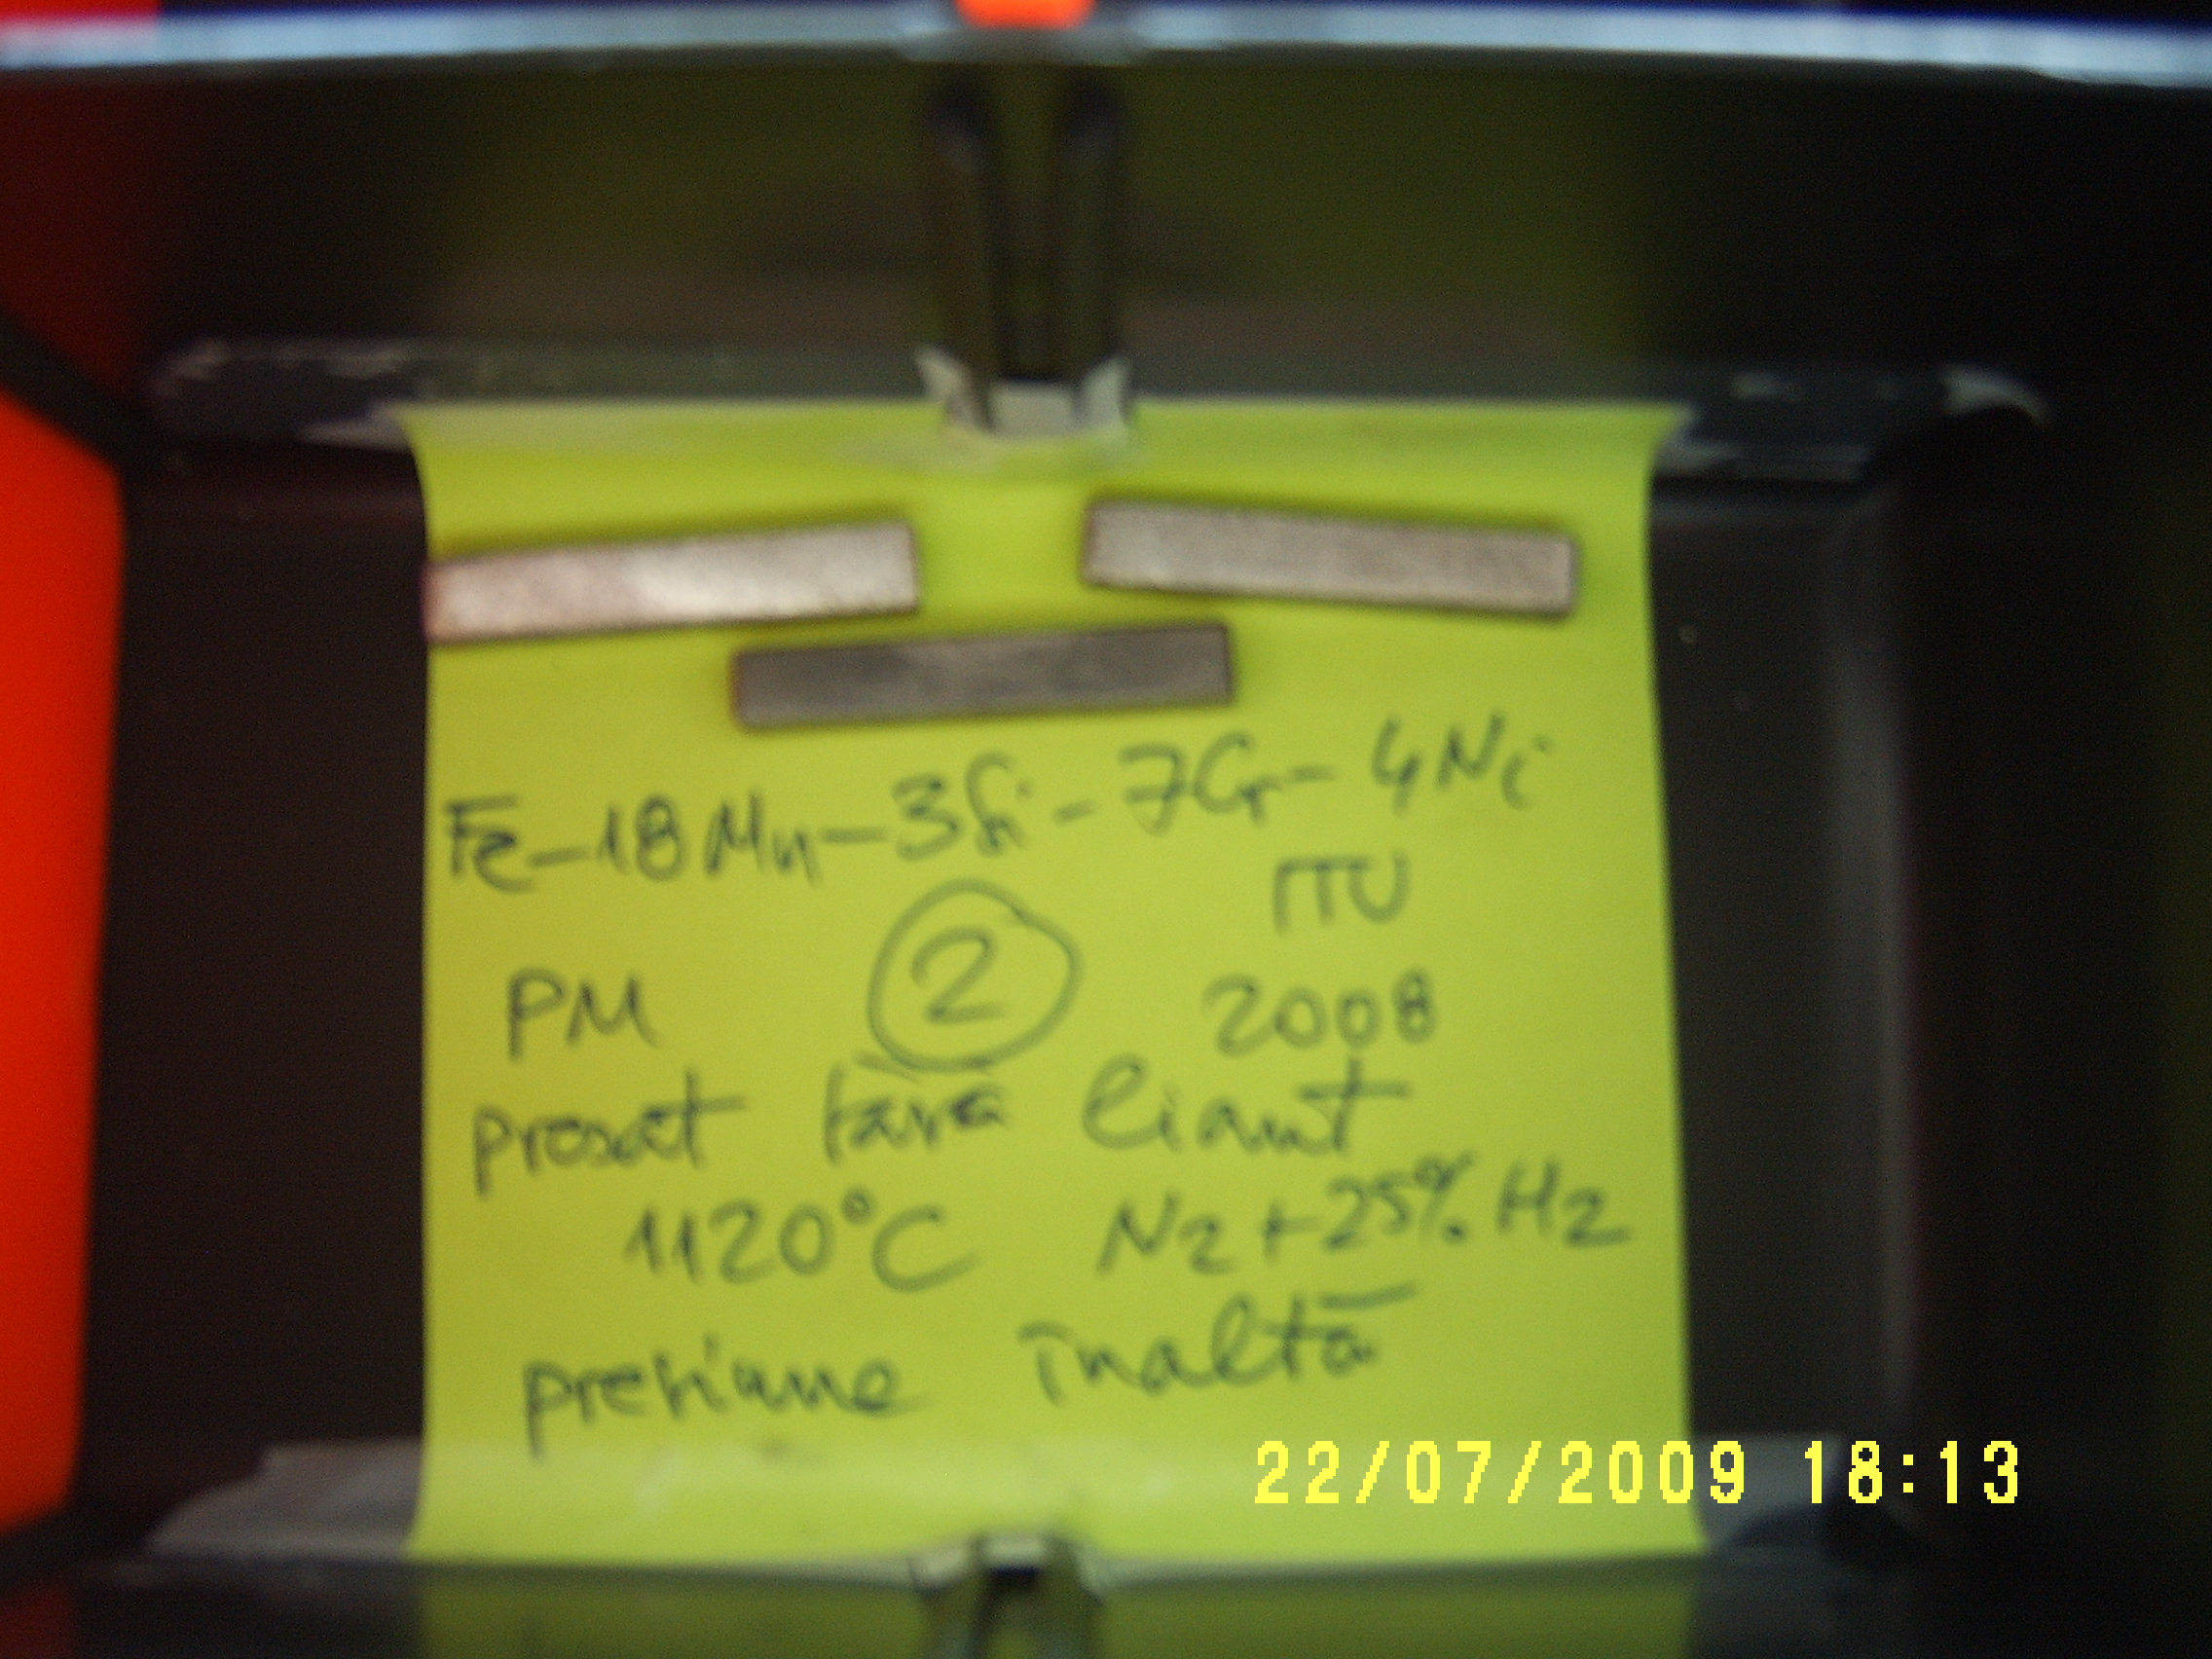 Fe-18Mn-3Si-7Cr-4Ni
ITU
PM 2 2008
presat fără liant
1120°C N2+25% H2
presiune înaltă
22/07/2009 18:13